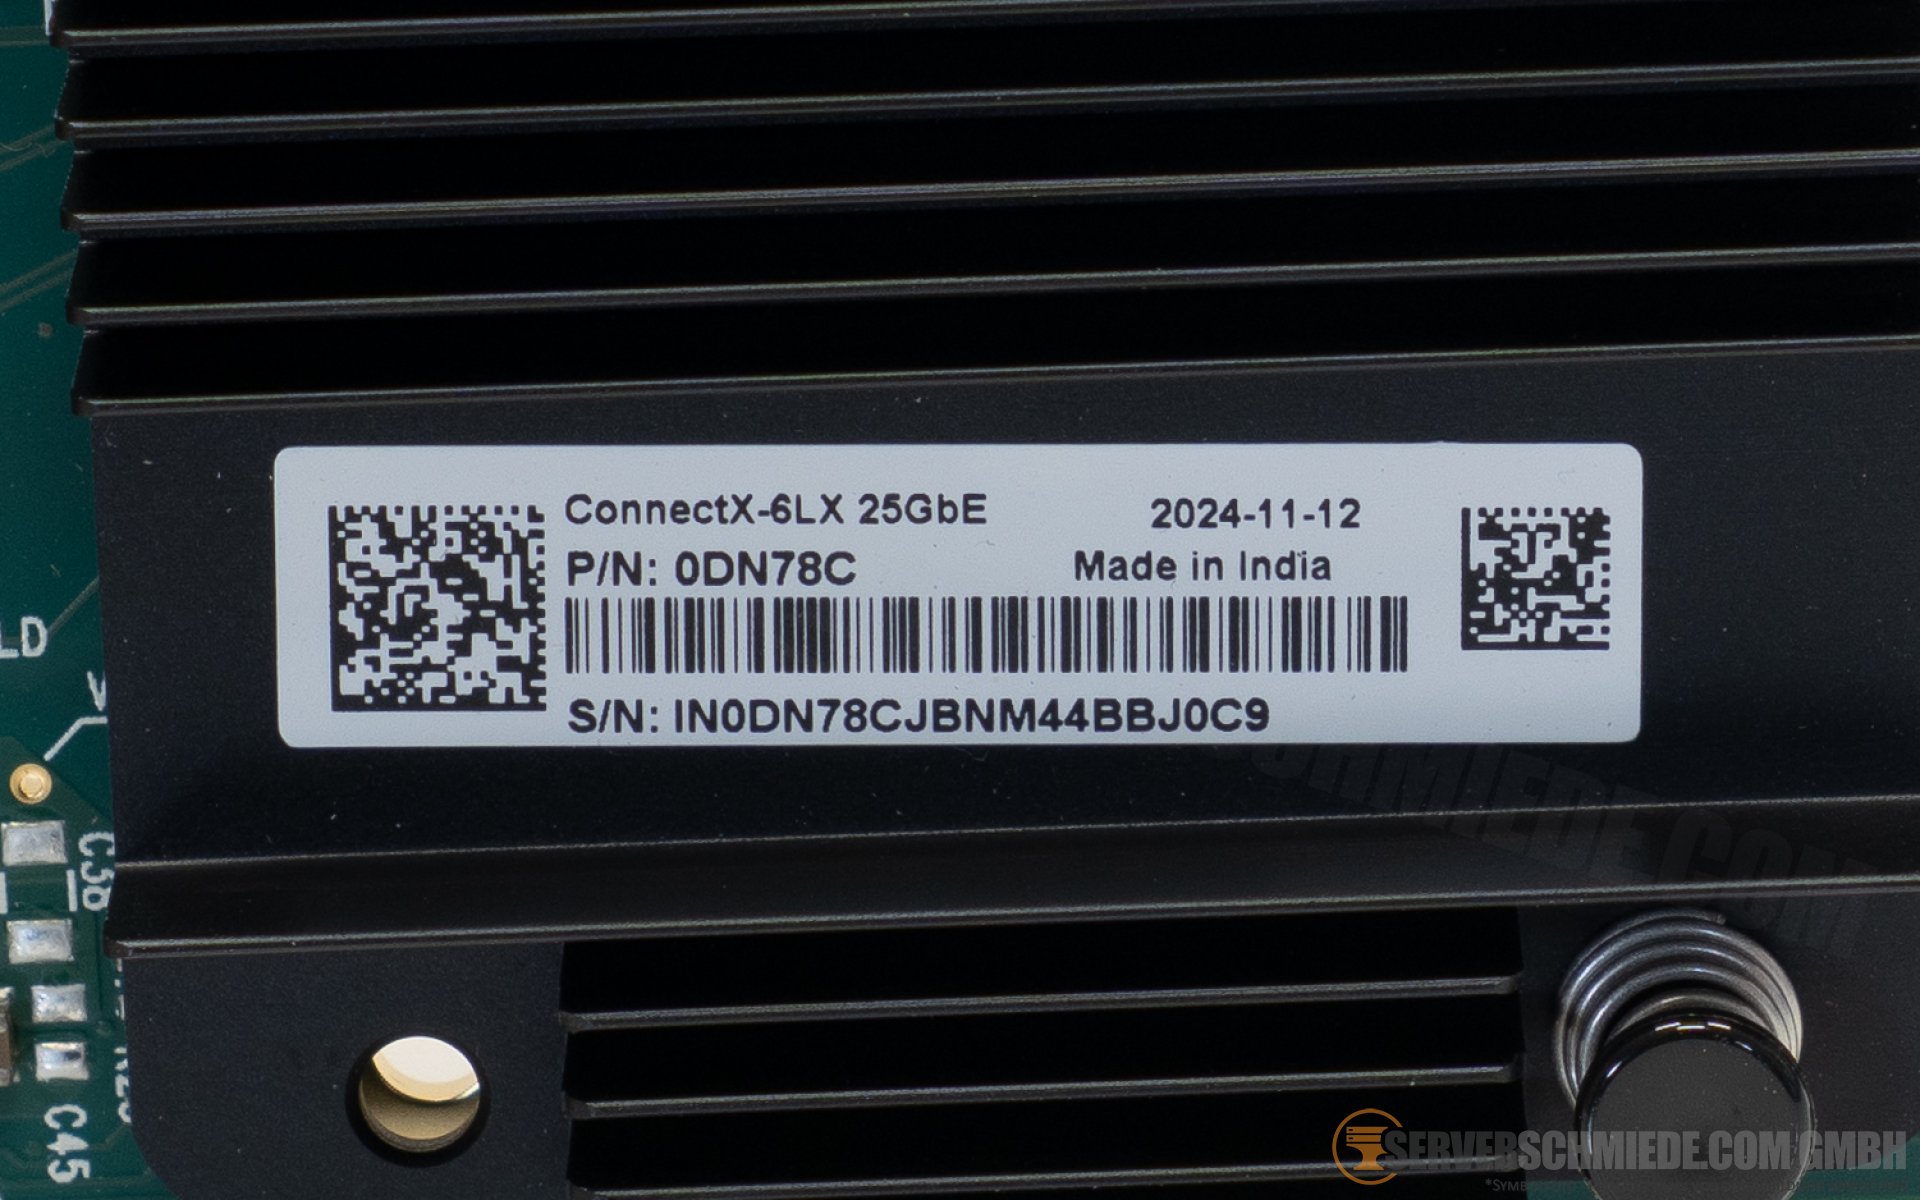 ConnectX-6LX 25GbE
2024-11-12
P/N: 0DN78C
Made in India
S/N: IN0DN78CJBNM44BBJ0C9
LD
C38
C45
SERVERSCHMIEDE.COM GMBH